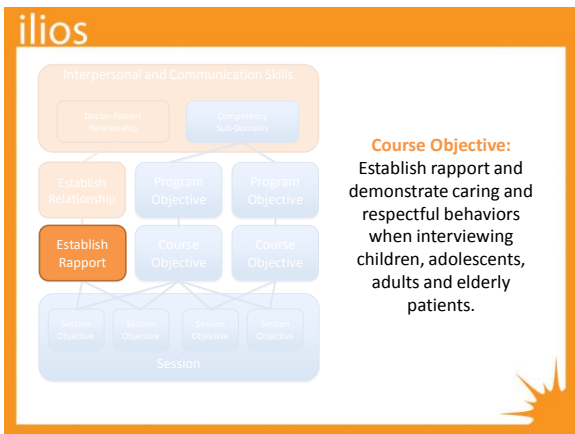 ilios
Interpersonal and Communication Skills
Doctor-Patient
Relationship
Competency
Sub-Domains
Establish
Relationship
Program
Objective
Program
Objective
Establish
Rapport
Course
Objective
Course
Objective
Session
Objective
Session
Objective
Session
Objective
Session
Objective
Session
Course Objective:
Establish rapport and
demonstrate caring and
respectful behaviors
when interviewing
children, adolescents,
adults and elderly
patients.